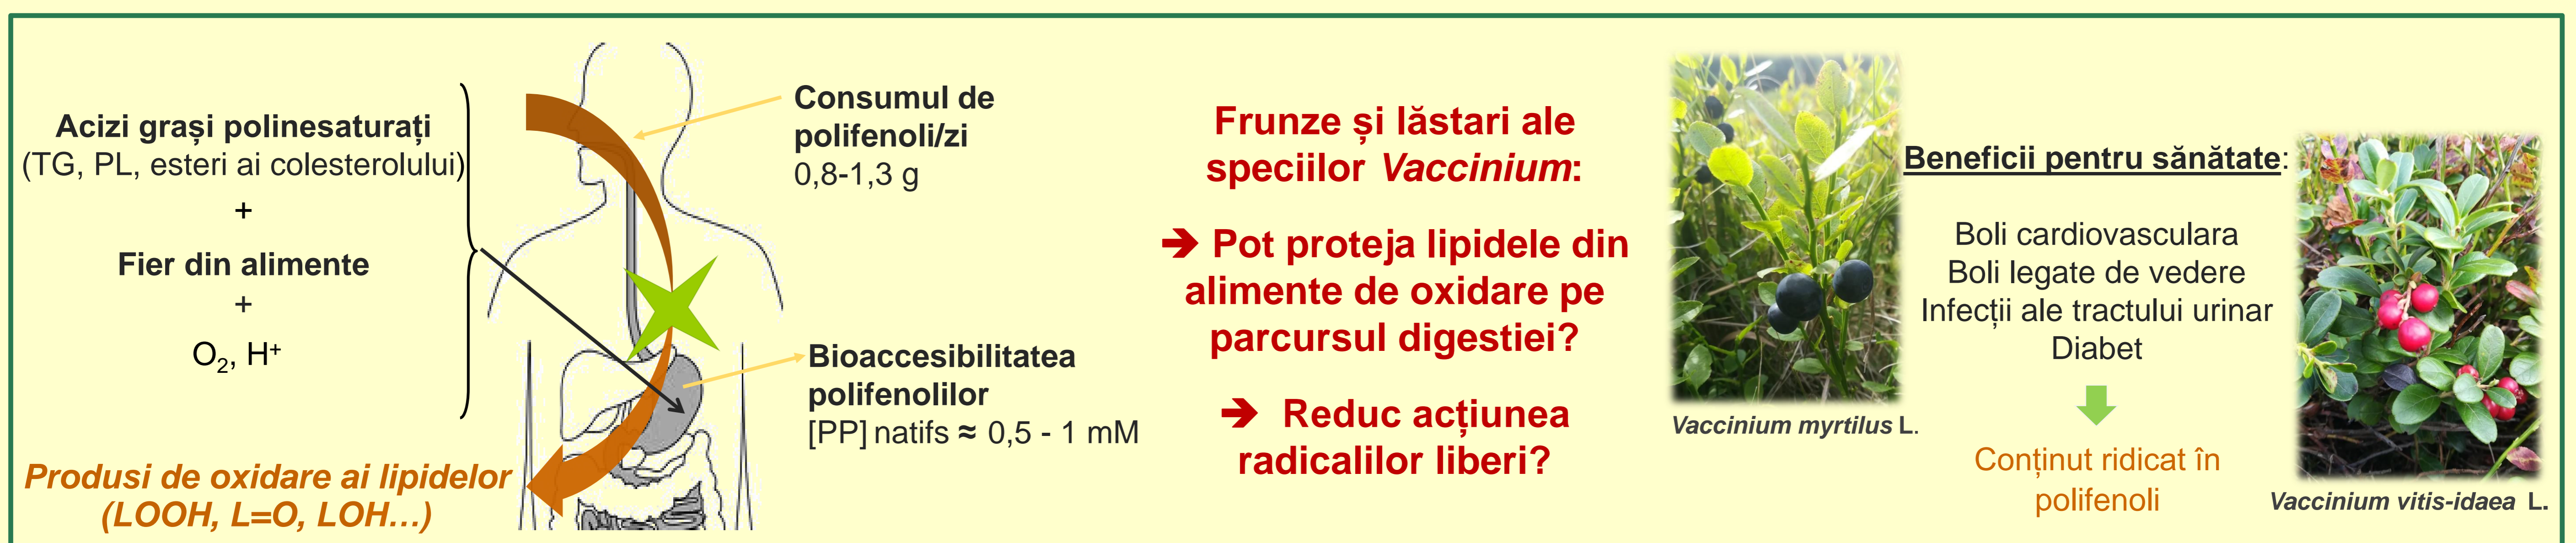 Acizi grași polinesaturați
(TG, PL, esteri ai colesterolului)
+
Fier din alimente
+
O₂, H⁺
Produsi de oxidare ai lipidelor
(LOOH, L=O, LOH…)
Consumul de
polifenoli/zi
0,8-1,3 g
Bioaccesibilitatea
polifenolilor
[PP] natifs ≈ 0,5 - 1 mM
Frunze și lăstari ale
speciilor Vaccinium:
➔ Pot proteja lipidele din
alimente de oxidare pe
parcursul digestiei?
➔ Reduc acțiunea
radicalilor liberi?
Vaccinium myrtilus L.
Beneficii pentru sănătate:
Boli cardiovasculara
Boli legate de vedere
Infecții ale tractului urinar
Diabet
Conținut ridicat în
polifenoli
Vaccinium vitis-idaea L.